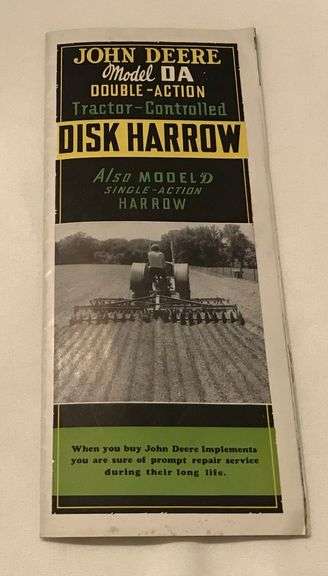 JOHN DEERE
Model DA
DOUBLE-ACTION
Tractor-Controlled
DISK HARROW
Also MODEL D
SINGLE-ACTION
HARROW
When you buy John Deere Implements
you are sure of prompt repair service
during their long life.